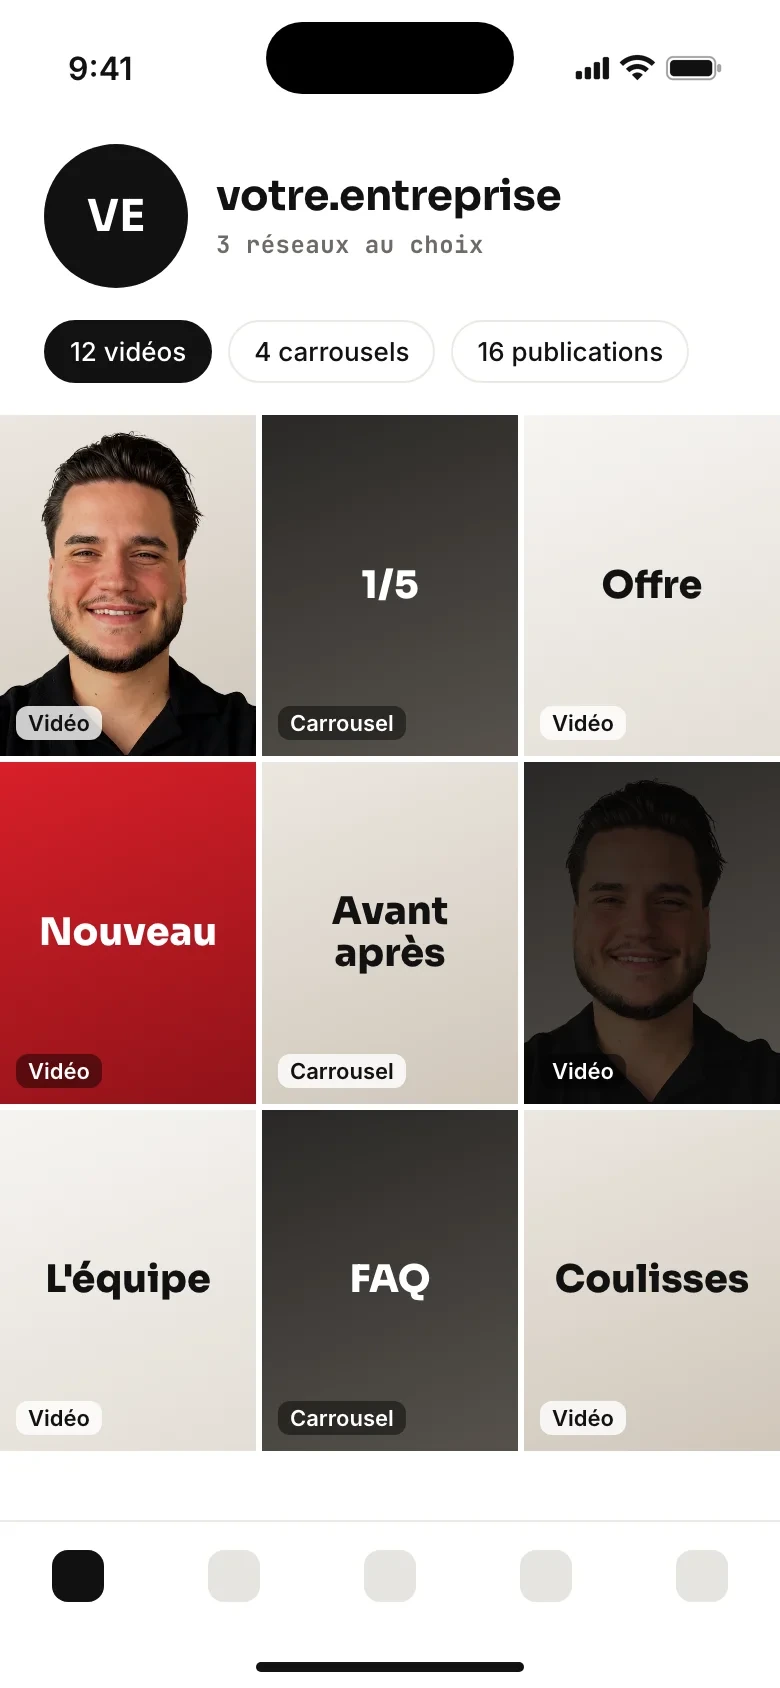 9:41
VE
votre.entreprise
3 réseaux au choix
12 vidéos
4 carrousels
16 publications
Vidéo
1/5
Carrousel
Offre
Vidéo
Nouveau
Vidéo
Avant
après
Carrousel
Vidéo
L'équipe
Vidéo
FAQ
Carrousel
Coulisses
Vidéo